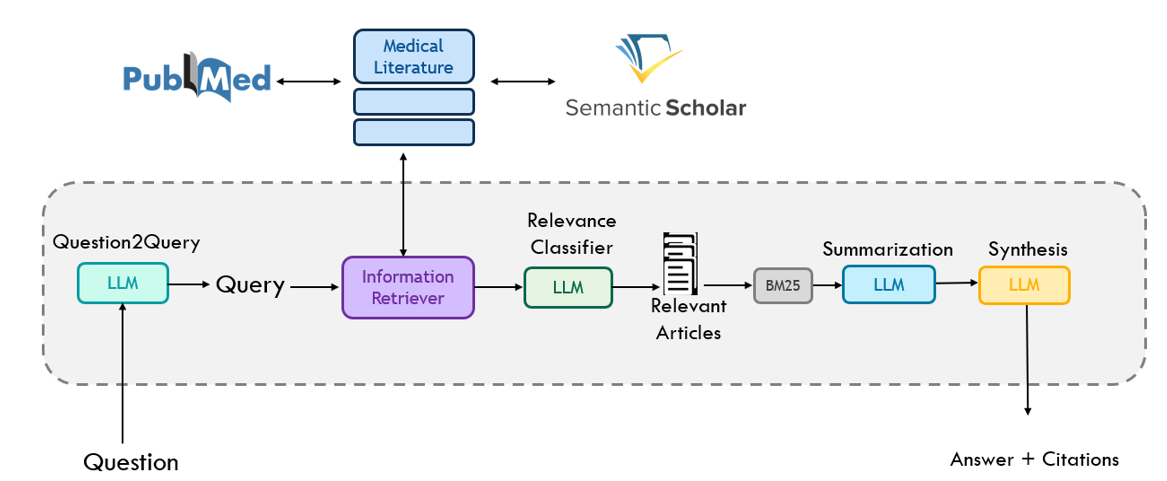 Medical
Literature
PubMed
Semantic Scholar
Question2Query
LLM
Query
Information
Retriever
Relevance
Classifier
LLM
Relevant
Articles
BM25
Summarization
LLM
Synthesis
LLM
Question
Answer + Citations